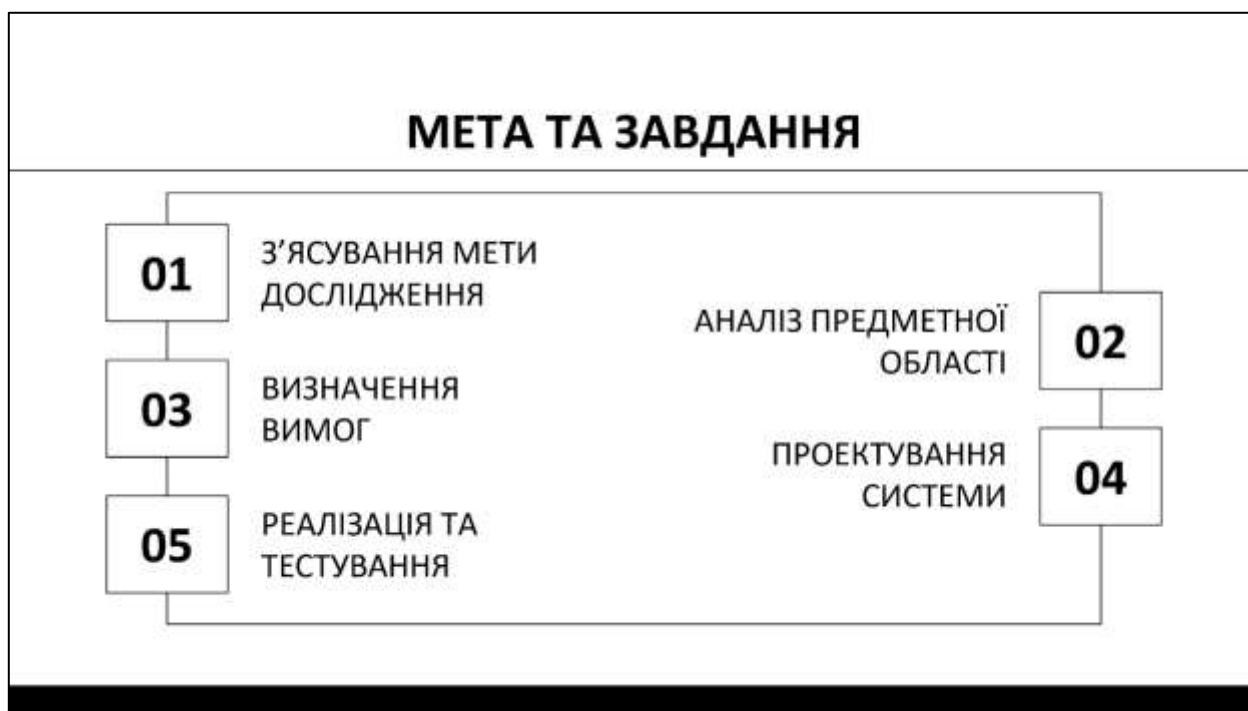 МЕТА ТА ЗАВДАННЯ
01
З’ЯСУВАННЯ МЕТИ
ДОСЛІДЖЕННЯ
02
АНАЛІЗ ПРЕДМЕТНОЇ
ОБЛАСТІ
03
ВИЗНАЧЕННЯ
ВИМОГ
04
ПРОЕКТУВАННЯ
СИСТЕМИ
05
РЕАЛІЗАЦІЯ ТА
ТЕСТУВАННЯ